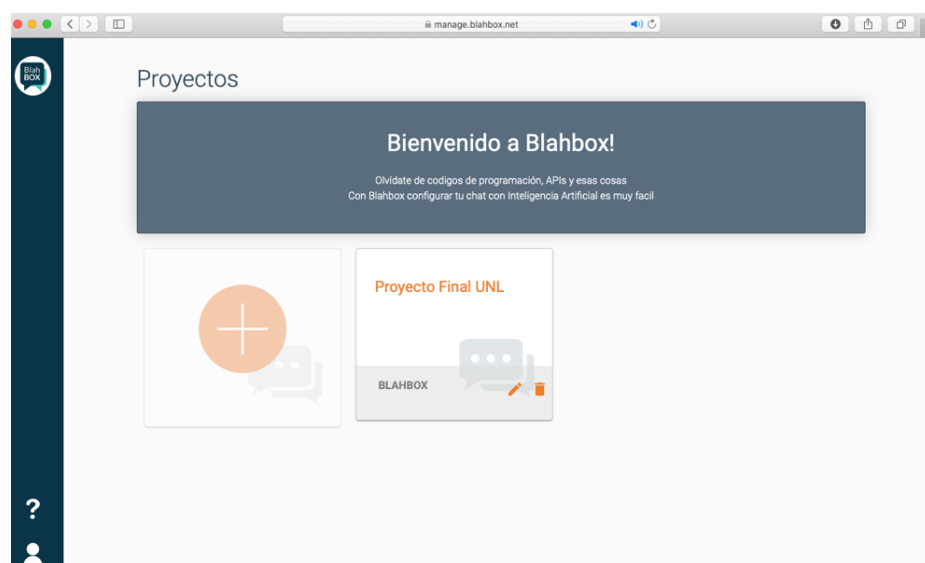 manage.blahbox.net
Blah
BOX
Proyectos
Bienvenido a Blahbox!
Olvídate de codigos de programación, APIs y esas cosas
Con Blahbox configurar tu chat con Inteligencia Artificial es muy facil
Proyecto Final UNL
BLAHBOX
?